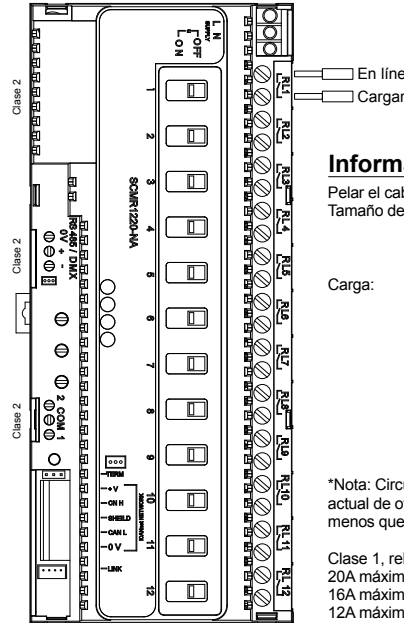 Clase 2
Clase 2
Clase 2
L N
SUPPLY
OFF
ON
1
2
3
4
5
6
7
8
9
10
11
12
SCMR1220-NA
RS485 / DMX
0V + -
2 COM 1
TERM
+V
CAN L
SHIELD
0 V
LINK
RL1
RL2
RL3
RL4
RL5
RL6
RL7
RL8
RL9
RL10
RL11
RL12
En líne
Cargar
Informa
Pelar el cab
Tamaño de
Carga:
*Nota: Circu
actual de o
menos que
Clase 1, rel
20A máxim
16A máxim
12A máxim